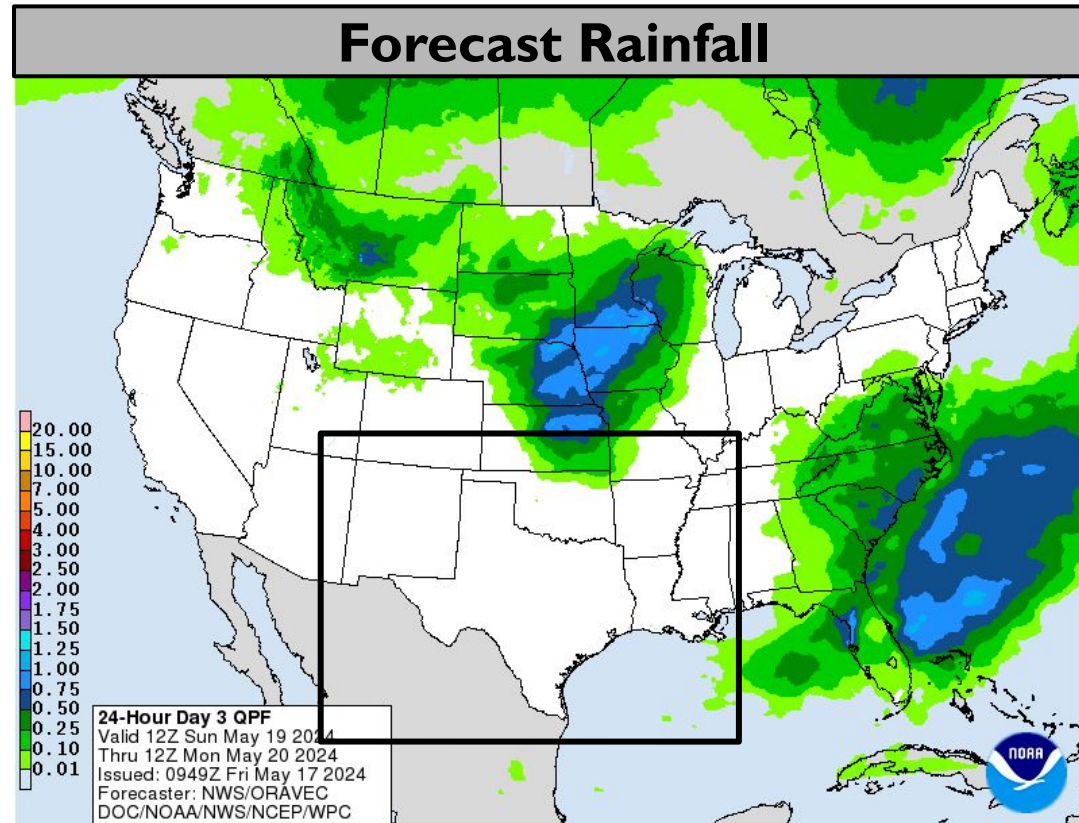 Forecast Rainfall
20.00
15.00
10.00
7.00
5.00
4.00
3.00
2.50
2.00
1.75
1.50
1.25
1.00
0.75
0.50
0.25
0.10
0.01
24-Hour Day 3 QPF
Valid 12Z Sun May 19 2024
Thru 12Z Mon May 20 2024
Issued: 0949Z Fri May 17 2024
Forecaster: NWS/ORAVEC
DOC/NOAA/NWS/NCEP/WPC
NOAA